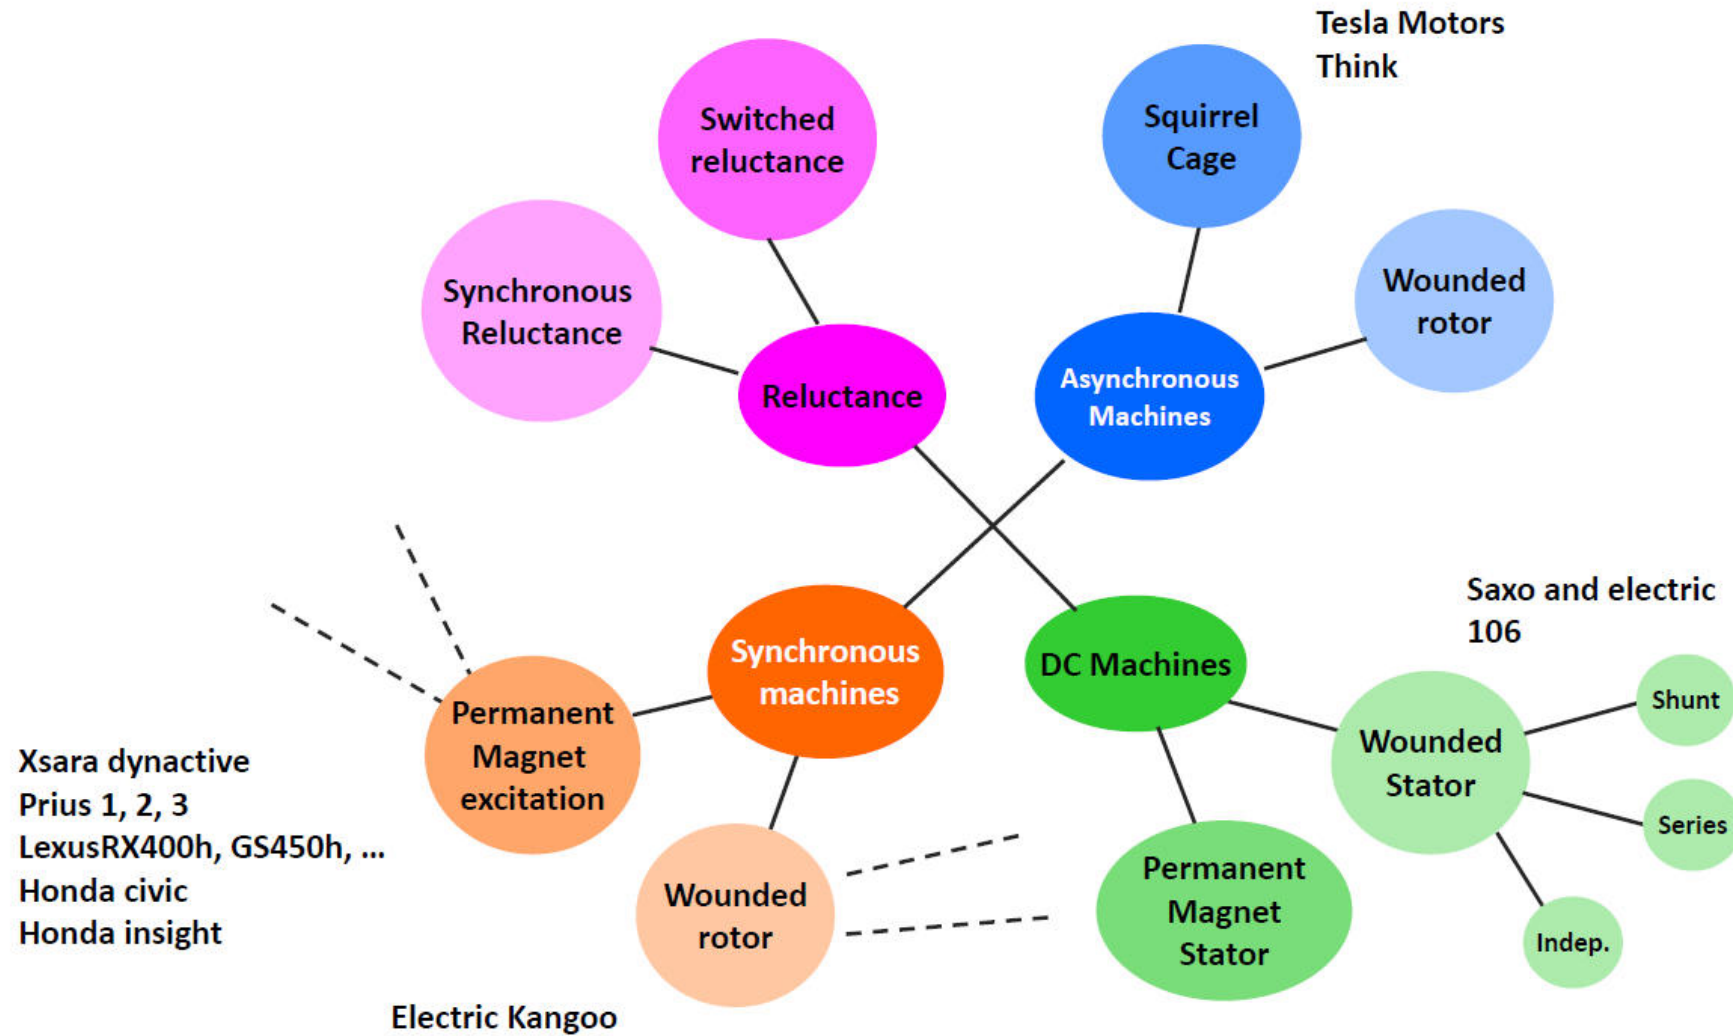 Tesla Motors
Think
Switched
reluctance
Squirrel
Cage
Synchronous
Reluctance
Wounded
rotor
Reluctance
Asynchronous
Machines
Saxo and electric
106
Synchronous
machines
DC Machines
Shunt
Permanent
Magnet
excitation
Wounded
Stator
Series
Xsara dynactive
Prius 1, 2, 3
LexusRX400h, GS450h, ...
Honda civic
Honda insight
Wounded
rotor
Permanent
Magnet
Stator
Indep.
Electric Kangoo